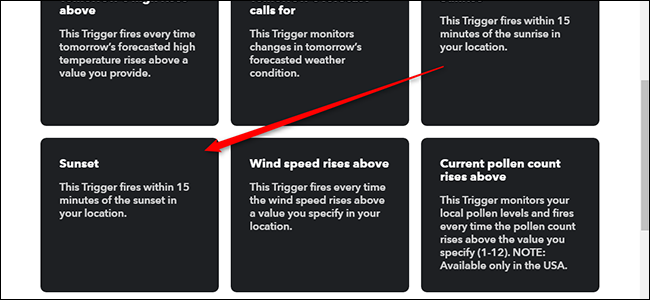 above
This Trigger fires every time
tomorrow's forecasted high
temperature rises above a
value you provide.
calls for
This Trigger monitors
changes in tomorrow's
forecasted weather
condition.
This Trigger fires within 15
minutes of the sunrise in
your location.
Sunset
This Trigger fires within 15
minutes of the sunset in
your location.
Wind speed rises above
This Trigger fires every time
the wind speed rises above
a value you specify in your
location.
Current pollen count
rises above
This Trigger monitors your
local pollen levels and fires
every time the pollen count
rises above the value you
specify (1-12). NOTE:
Available only in the USA.